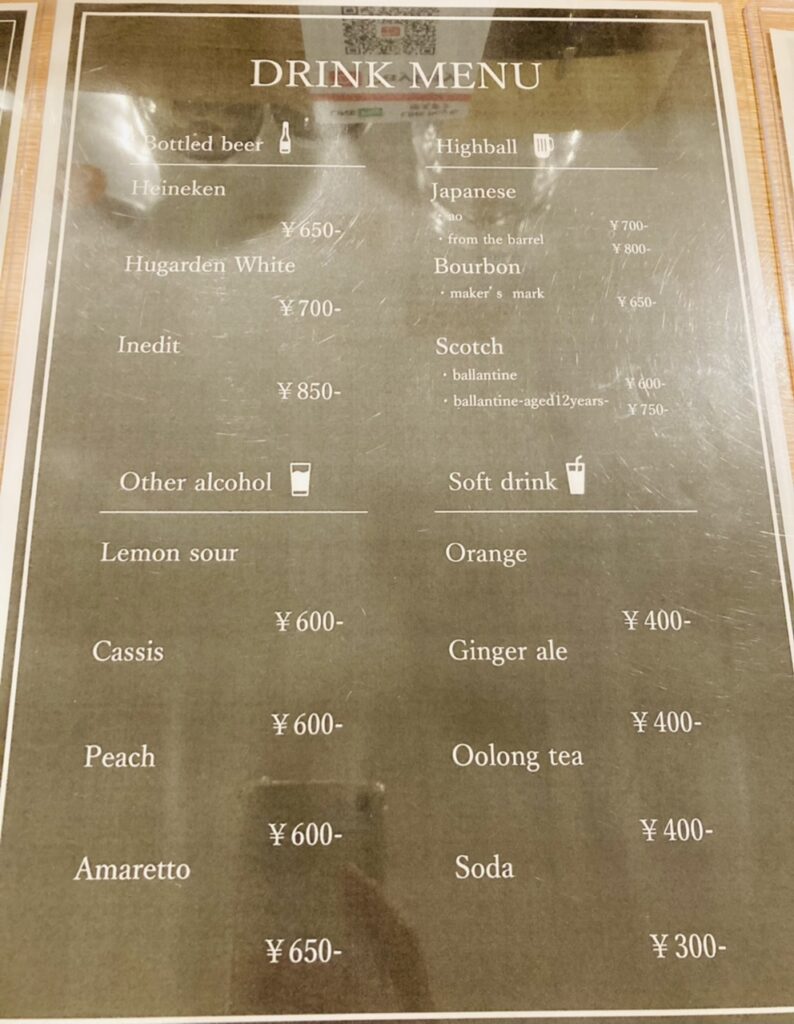 DRINK MENU
Bottled beer
Heineken
¥650-
Hugarden White
¥700-
Inedit
¥850-
Highball
Japanese
・ao
¥700-
・from the barrel
¥800-
Bourbon
・maker's mark
¥650-
Scotch
・ballantine
¥600-
・ballantine-aged12years-
¥750-
Other alcohol
Lemon sour
¥600-
Cassis
¥600-
Peach
¥600-
Amaretto
¥650-
Soft drink
Orange
¥400-
Ginger ale
¥400-
Oolong tea
¥400-
Soda
¥300-